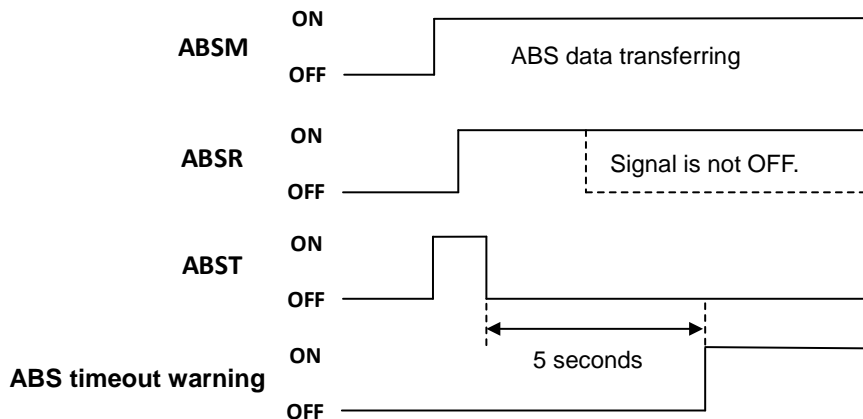 ON
ABSM
ABS data transferring
OFF
ON
ABSR
Signal is not OFF.
OFF
ON
ABST
OFF
ON
5 seconds
ABS timeout warning
OFF